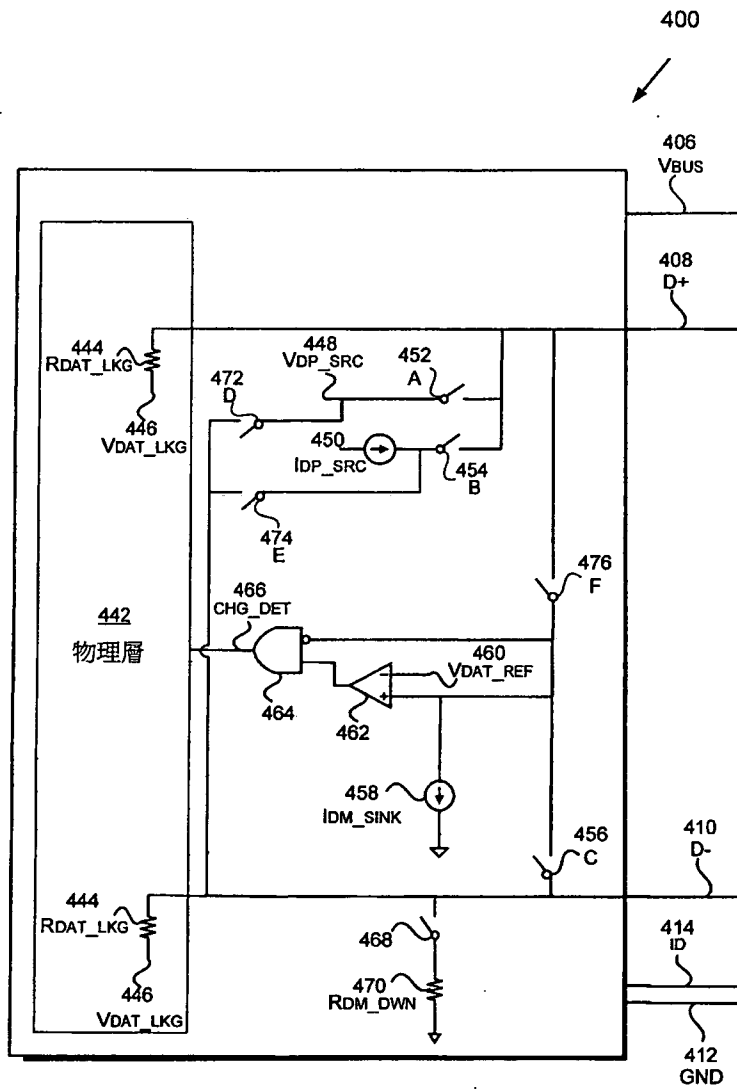 400
406
VBUS
408
D+
444
RDAT_LKG
446
VDAT_LKG
448
VDP_SRC
452
A
472
D
450
IDP_SRC
454
B
474
E
476
F
466
CHG_DET
442
物理層
460
VDAT_REF
464
462
458
IDM_SINK
456
C
410
D-
444
RDAT_LKG
446
VDAT_LKG
468
470
RDM_DWN
414
ID
412
GND